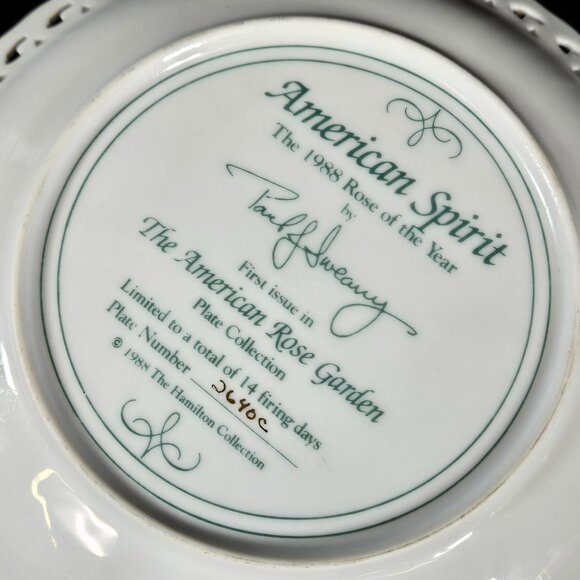 American Spirit
The 1988 Rose of the Year
by
Paul J. Sweany
First issue in
The American Rose Garden
Plate Collection
Limited to a total of 14 firing days
Plate Number 2640C
© 1988 The Hamilton Collection